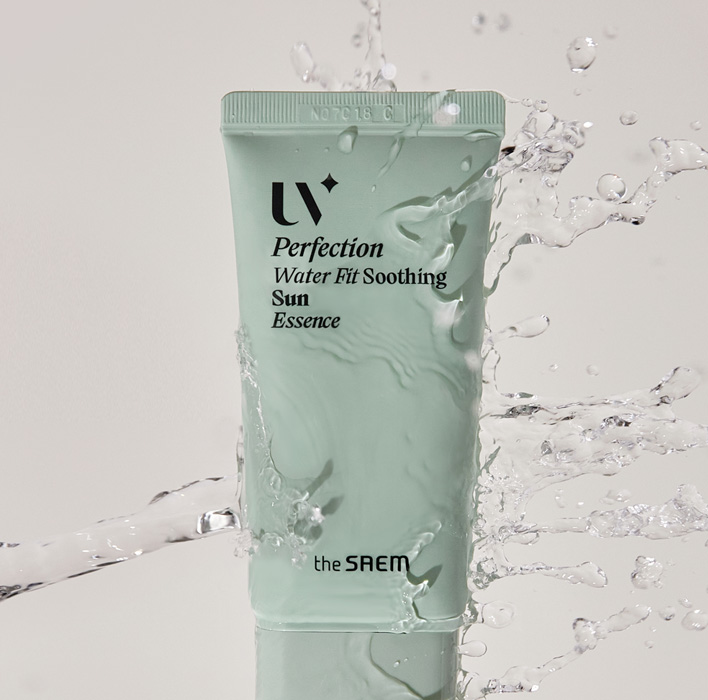 UV
Perfection
Water Fit Soothing
Sun
Essence
the SAEM